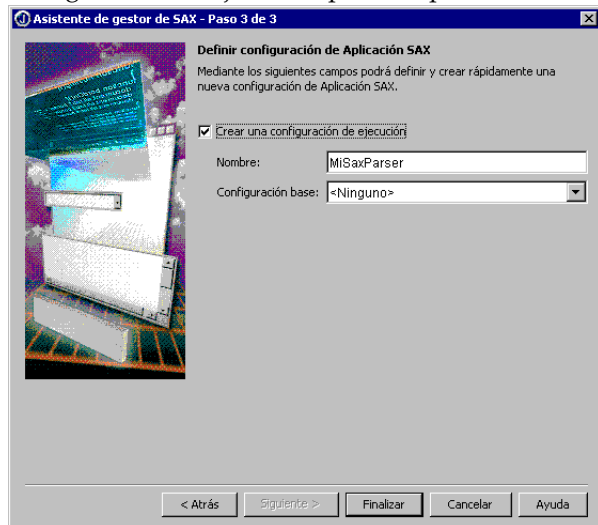 Asistente de gestor de SAX - Paso 3 de 3
Definir configuración de Aplicación SAX
Mediante los siguientes campos podrá definir y crear rápidamente una
nueva configuración de Aplicación SAX.
Crear una configuración de ejecución
Nombre: MiSaxParser
Configuración base: <Ninguno>
< Atrás Siguiente > Finalizar Cancelar Ayuda